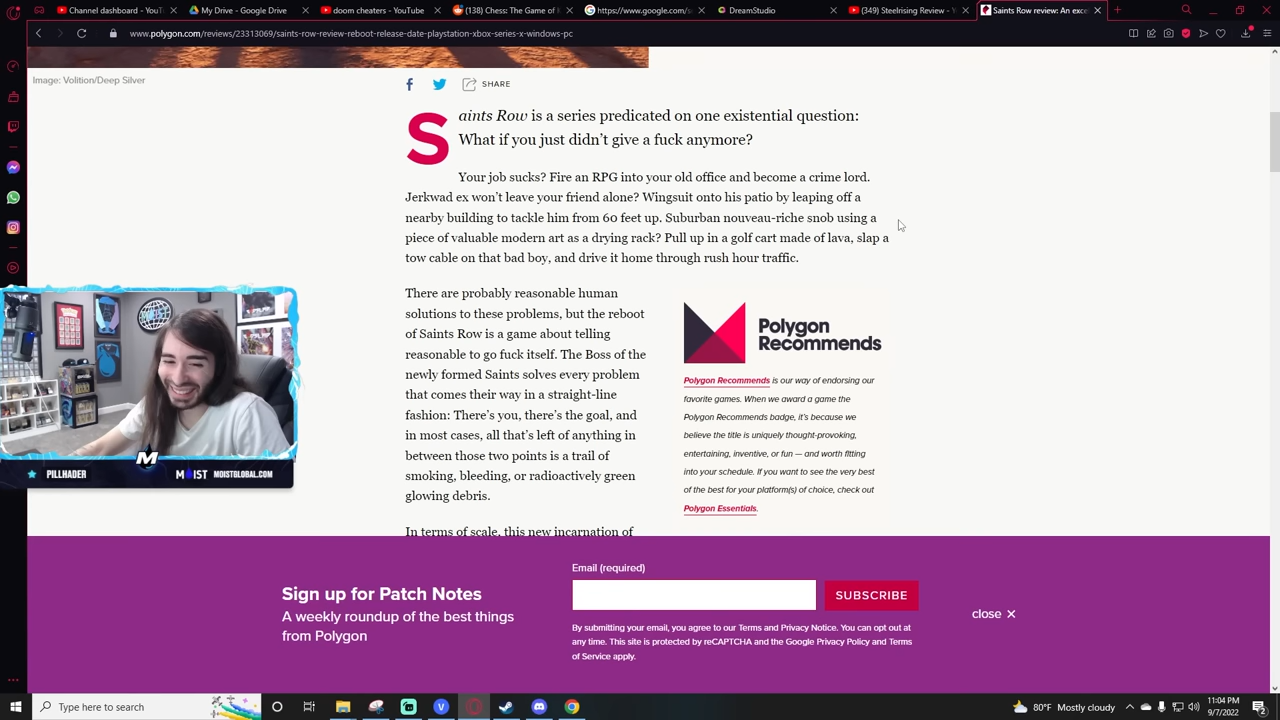 Channel dashboard - YouTu
My Drive - Google Drive
doom cheaters - YouTube
(138) Chess: The Game of K
https://www.google.com/s
DreamStudio
(349) Steelrising Review - Y
Saints Row review: An exce
www.polygon.com/reviews/23313069/saints-row-review-reboot-release-date-playstation-xbox-series-x-windows-pc
Image: Volition/Deep Silver
SHARE
Saints Row is a series predicated on one existential question:
What if you just didn't give a fuck anymore?
Your job sucks? Fire an RPG into your old office and become a crime lord.
Jerkwad ex won't leave your friend alone? Wingsuit onto his patio by leaping off a
nearby building to tackle him from 60 feet up. Suburban nouveau-riche snob using a
piece of valuable modern art as a drying rack? Pull up in a golf cart made of lava, slap a
tow cable on that bad boy, and drive it home through rush hour traffic.
There are probably reasonable human
solutions to these problems, but the reboot
of Saints Row is a game about telling
reasonable to go fuck itself. The Boss of the
newly formed Saints solves every problem
that comes their way in a straight-line
fashion: There's you, there's the goal, and
in most cases, all that's left of anything in
between those two points is a trail of
smoking, bleeding, or radioactively green
glowing debris.
In terms of scale, this new incarnation of
Polygon
Recommends
Polygon Recommends is our way of endorsing our
favorite games. When we award a game the
Polygon Recommends badge, it's because we
believe the title is uniquely thought-provoking,
entertaining, inventive, or fun — and worth fitting
into your schedule. If you want to see the very best
of the best for your platform(s) of choice, check out
Polygon Essentials.
M
PILLHADER
MOIST MOISTGLOBAL.COM
Sign up for Patch Notes
A weekly roundup of the best things
from Polygon
Email (required)
SUBSCRIBE
By submitting your email, you agree to our Terms and Privacy Notice. You can opt out at
any time. This site is protected by reCAPTCHA and the Google Privacy Policy and Terms
of Service apply.
close ×
Type here to search
80°F Mostly cloudy
11:04 PM
9/7/2022